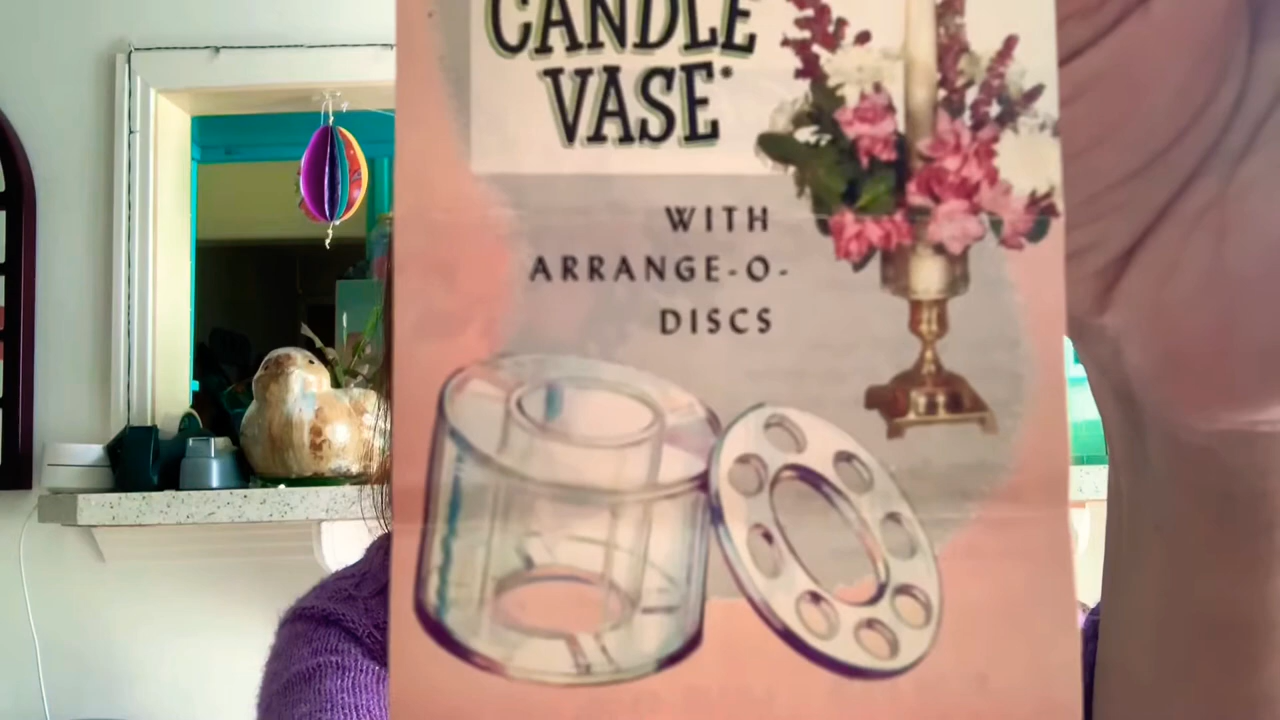 CANDLE
VASE
WITH
ARRANGE-O-
DISCS